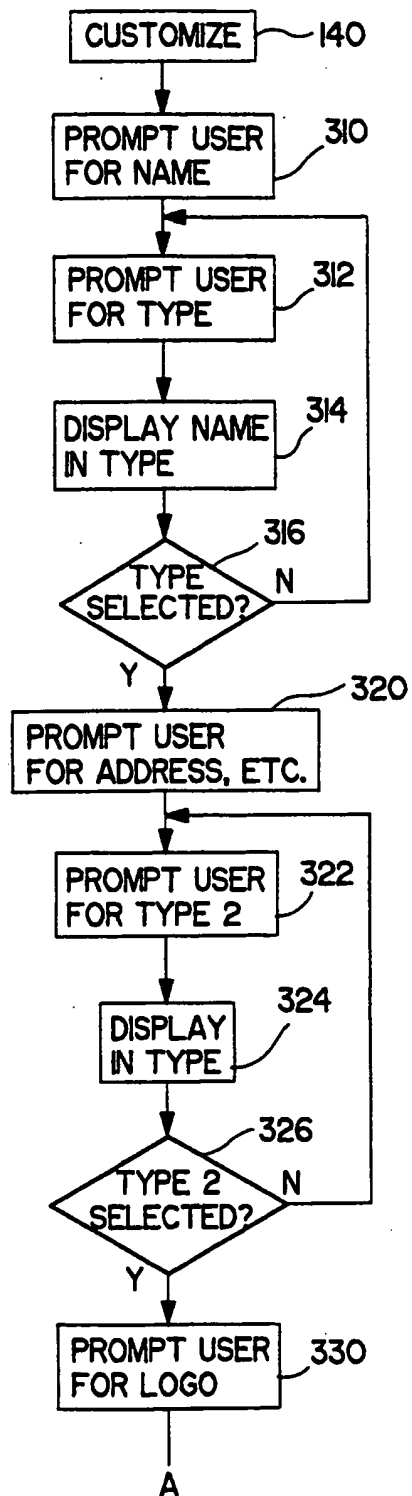 CUSTOMIZE
140
PROMPT USER
FOR NAME
310
PROMPT USER
FOR TYPE
312
DISPLAY NAME
IN TYPE
314
316
TYPE
SELECTED?
N
Y
320
PROMPT USER
FOR ADDRESS, ETC.
PROMPT USER
FOR TYPE 2
322
DISPLAY
IN TYPE
324
326
TYPE 2
SELECTED?
N
Y
PROMPT USER
FOR LOGO
330
A